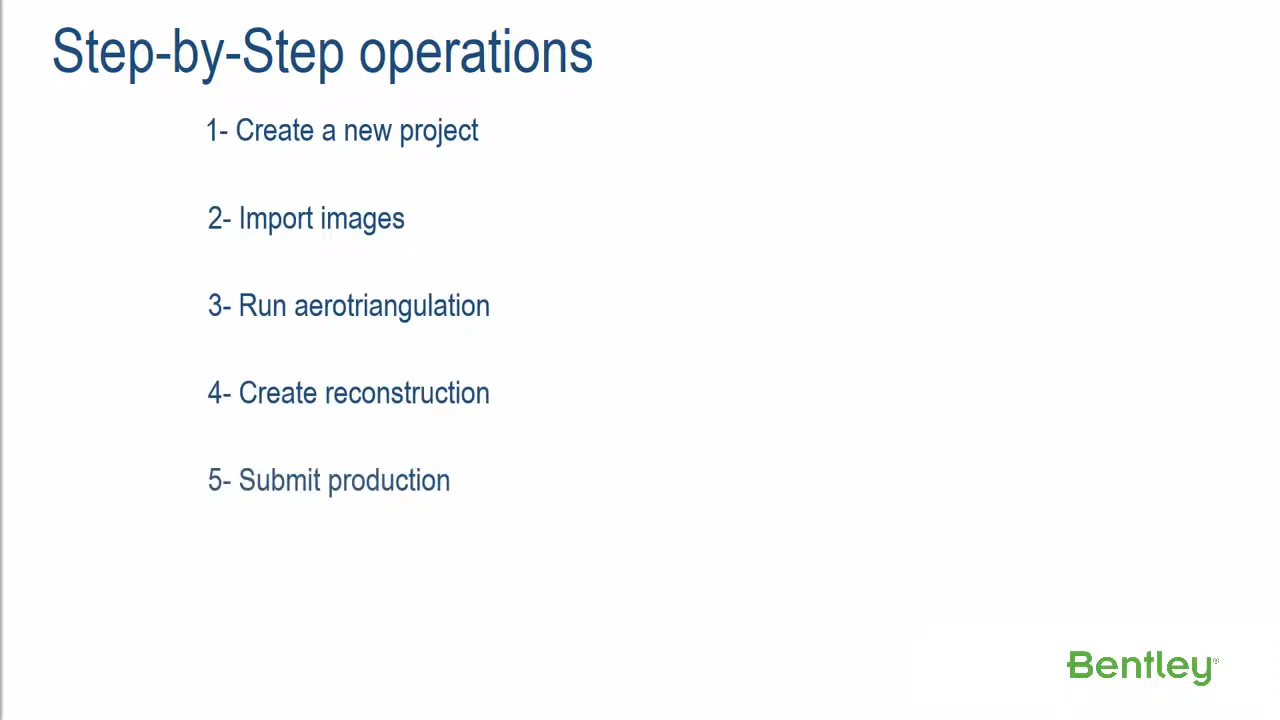 Step-by-Step operations
1- Create a new project
2- Import images
3- Run aerotriangulation
4- Create reconstruction
5- Submit production
Bentley®